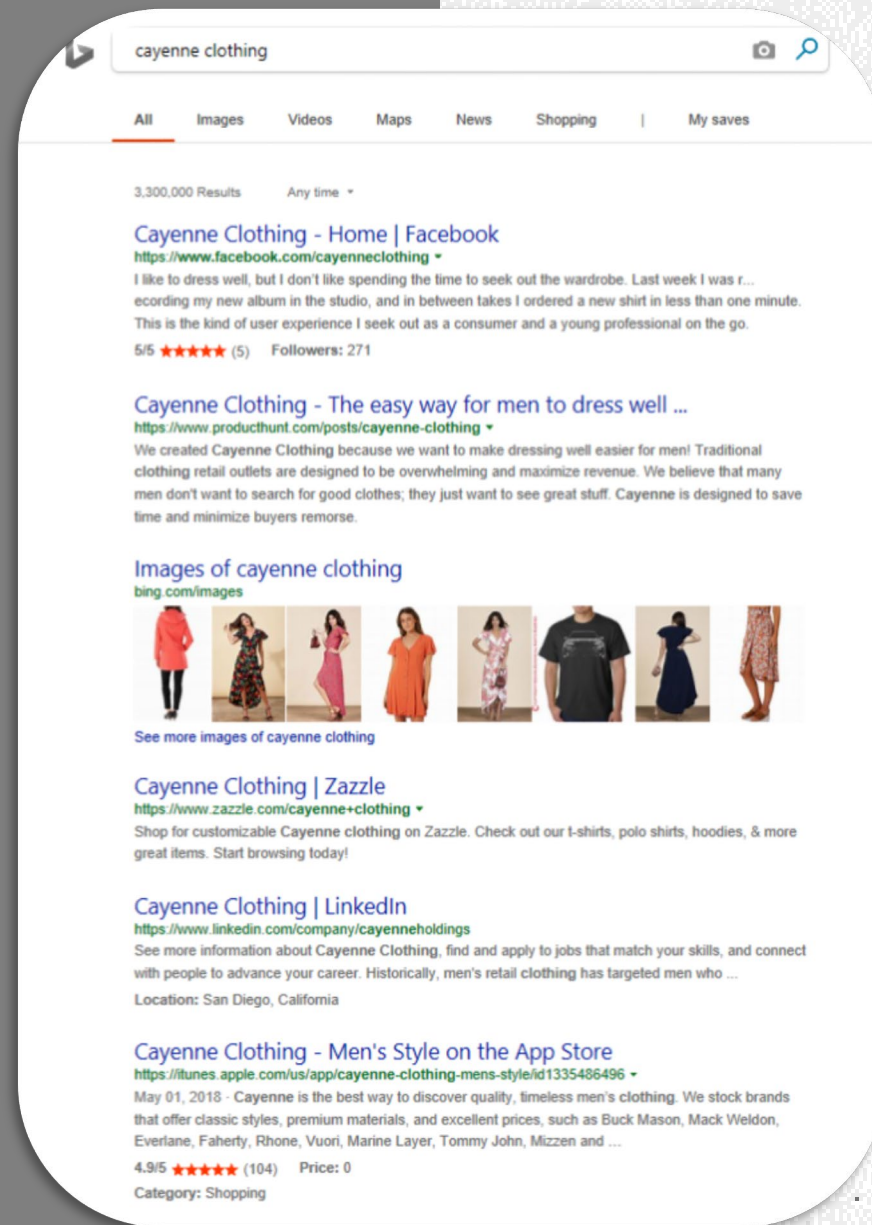 cayenne clothing
All Images Videos Maps News Shopping | My saves
3,300,000 Results Any time
Cayenne Clothing - Home | Facebook
https://www.facebook.com/cayenneclothing
I like to dress well, but I don't like spending the time to seek out the wardrobe. Last week I was r...
ecording my new album in the studio, and in between takes I ordered a new shirt in less than one minute.
This is the kind of user experience I seek out as a consumer and a young professional on the go.
5/5 ★★★★★ (5) Followers: 271
Cayenne Clothing - The easy way for men to dress well ...
https://www.producthunt.com/posts/cayenne-clothing
We created Cayenne Clothing because we want to make dressing well easier for men! Traditional
clothing retail outlets are designed to be overwhelming and maximize revenue. We believe that many
men don't want to search for good clothes; they just want to see great stuff. Cayenne is designed to save
time and minimize buyers remorse.
Images of cayenne clothing
bing.com/images
See more images of cayenne clothing
Cayenne Clothing | Zazzle
https://www.zazzle.com/cayenne+clothing
Shop for customizable Cayenne clothing on Zazzle. Check out our t-shirts, polo shirts, hoodies, & more
great items. Start browsing today!
Cayenne Clothing | LinkedIn
https://www.linkedin.com/company/cayenneholdings
See more information about Cayenne Clothing, find and apply to jobs that match your skills, and connect
with people to advance your career. Historically, men's retail clothing has targeted men who ...
Location: San Diego, California
Cayenne Clothing - Men's Style on the App Store
https://itunes.apple.com/us/app/cayenne-clothing-mens-style/id1335486496
May 01, 2018 · Cayenne is the best way to discover quality, timeless men's clothing. We stock brands
that offer classic styles, premium materials, and excellent prices, such as Buck Mason, Mack Weldon,
Everlane, Faherty, Rhone, Vuori, Marine Layer, Tommy John, Mizzen and ...
4.9/5 ★★★★★ (104) Price: 0
Category: Shopping